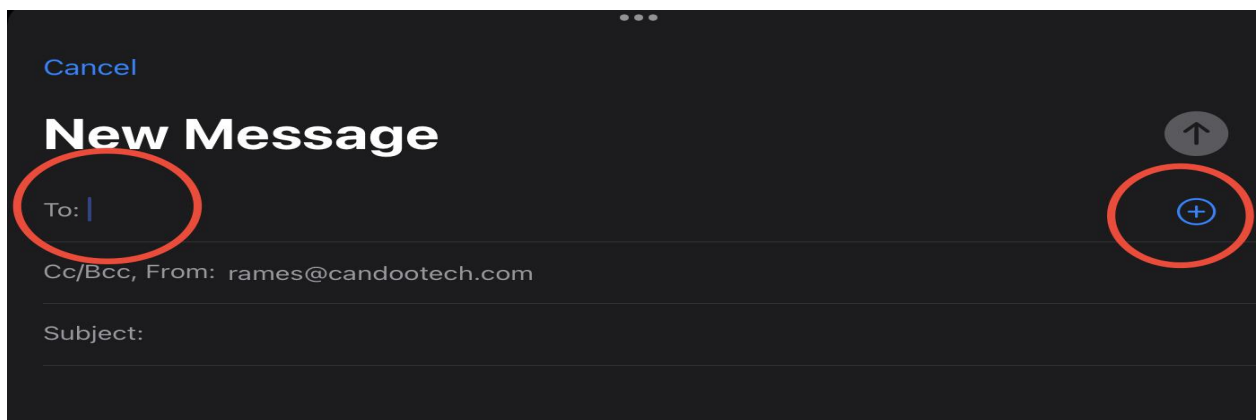 Cancel
New Message
To:
Cc/Bcc, From: rames@candootech.com
Subject: